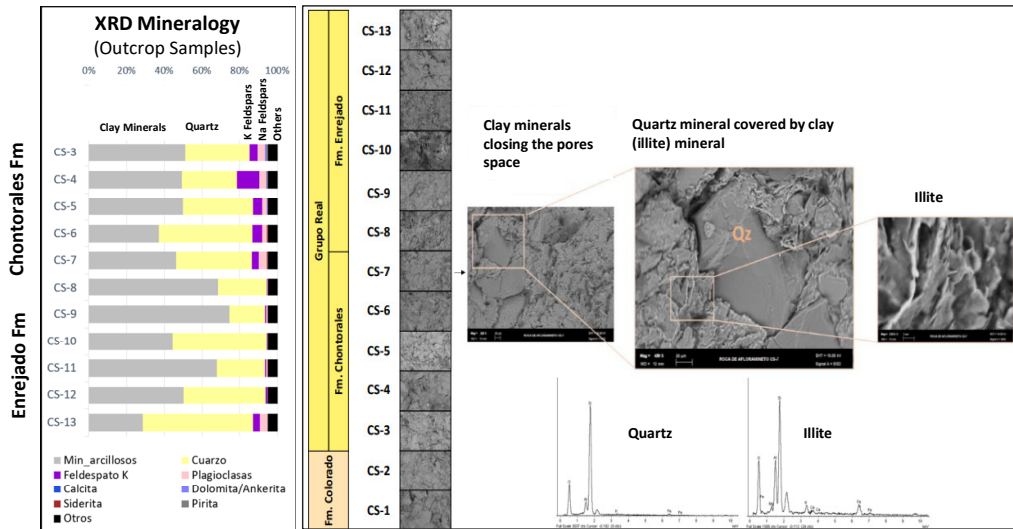 XRD Mineralogy
(Outcrop Samples)
0% 20% 40% 60% 80% 100%
Clay Minerals
Quartz
K Feldspars
Na Feldspars
Others
Chontorales Fm
Enrejado Fm
CS-3
CS-4
CS-5
CS-6
CS-7
CS-8
CS-9
CS-10
CS-11
CS-12
CS-13
Min_arcillosos
Cuarzo
Feldespato K
Plagioclasas
Calcita
Dolomita/Ankerita
Siderita
Pirita
Otros
Grupo Real
Fm. Enrejado
Fm. Chontorales
Fm. Colorado
CS-13
CS-12
CS-11
CS-10
CS-9
CS-8
CS-7
CS-6
CS-5
CS-4
CS-3
CS-2
CS-1
Clay minerals
closing the pores
space
Quartz mineral covered by clay
(illite) mineral
Qz
ROCA DE AFLORAMINETO CS-7
Illite
Quartz
Illite